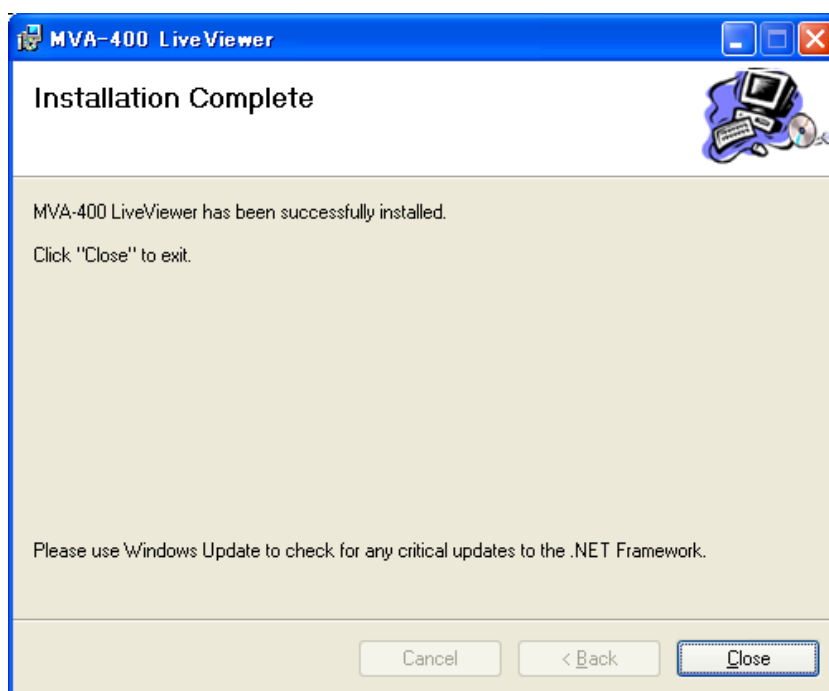 MVA-400 LiveViewer
Installation Complete
MVA-400 LiveViewer has been successfully installed.
Click "Close" to exit.
Please use Windows Update to check for any critical updates to the .NET Framework.
Cancel
< Back
Close